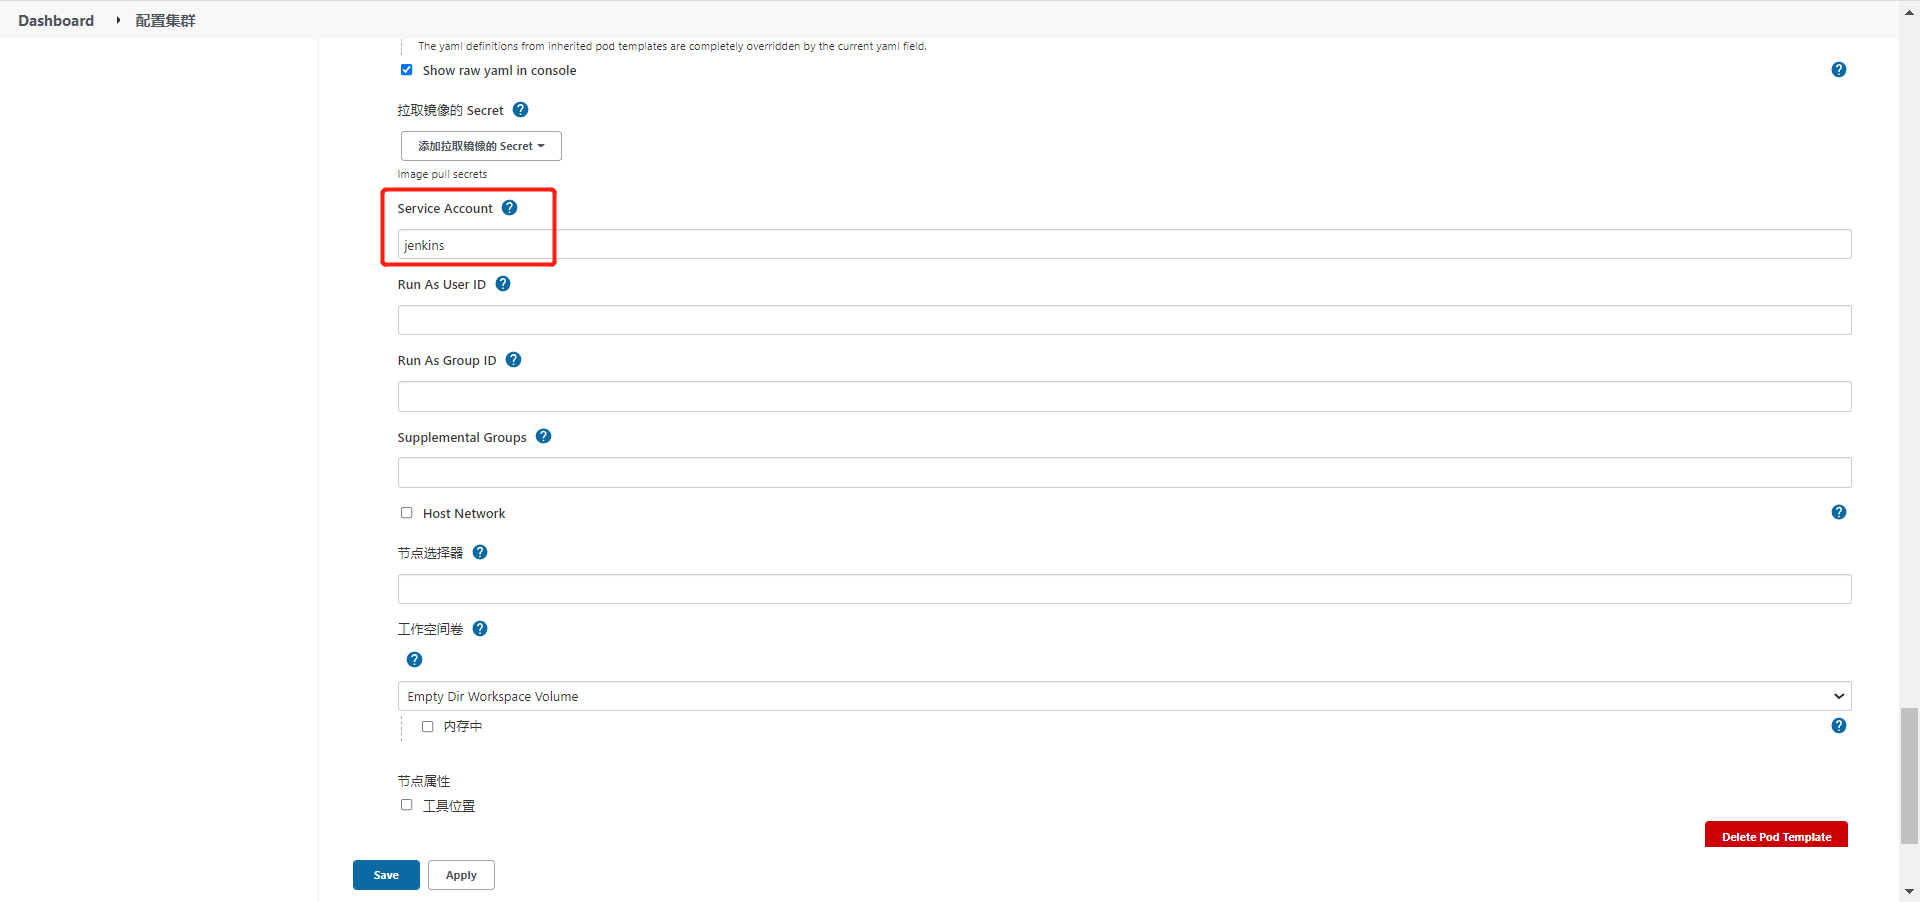 Dashboard 配置集群
The yaml definitions from inherited pod templates are completely overridden by the current yaml field.
Show raw yaml in console
拉取镜像的 Secret
添加拉取镜像的 Secret
Image pull secrets
Service Account
jenkins
Run As User ID
Run As Group ID
Supplemental Groups
Host Network
节点选择器
工作空间卷
Empty Dir Workspace Volume
内存中
节点属性
工具位置
Delete Pod Template
Save Apply